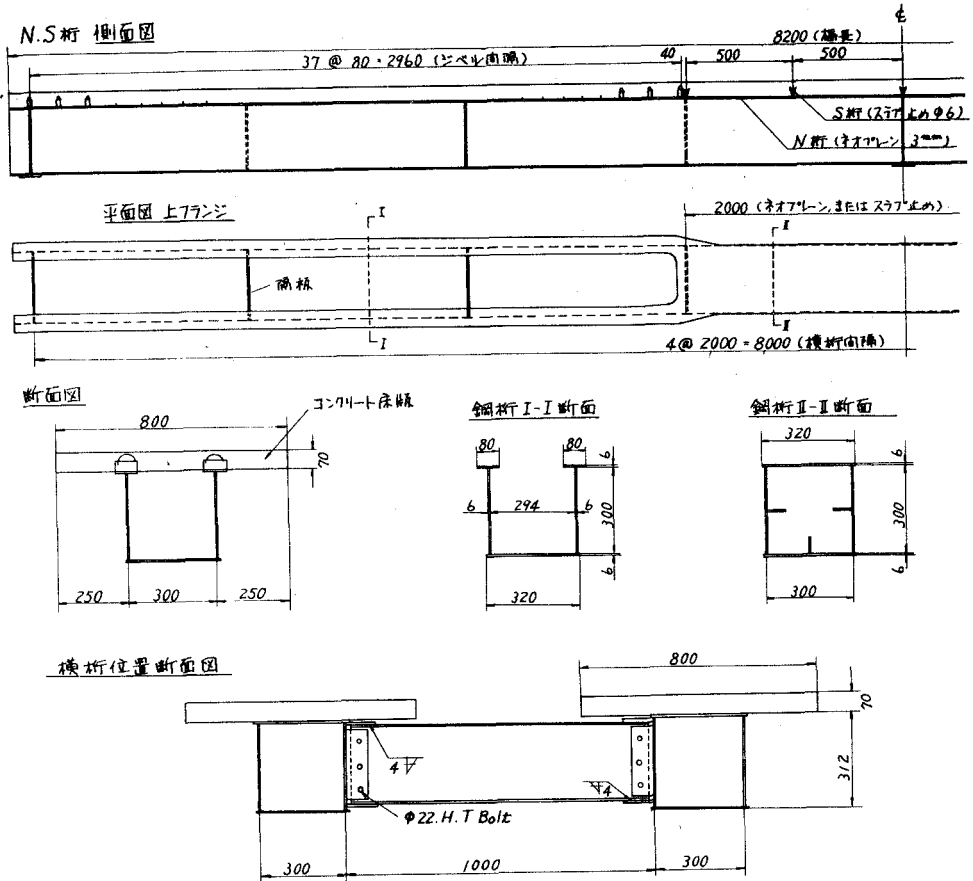 N.S桁 側面図
8200 (橋長)
37 @ 80 = 2960 (ジベル間隔)
40
500
500
S桁 (スラブ止めφ6)
N桁 (ネオプレーン 3mm)
平面図 上フランジ
2000 (ネオプレーン,または スラブ止め)
I
II
隔板
I
II
4@ 2000 = 8000 (横桁間隔)
断面図
コンクリート床版
800
70
250
300
250
鋼桁 I-I 断面
80
80
6
6
294
6
300
6
320
鋼桁 II-II 断面
320
6
300
6
300
横桁位置断面図
800
70
312
4
4
φ22.H.T Bolt
300
1000
300